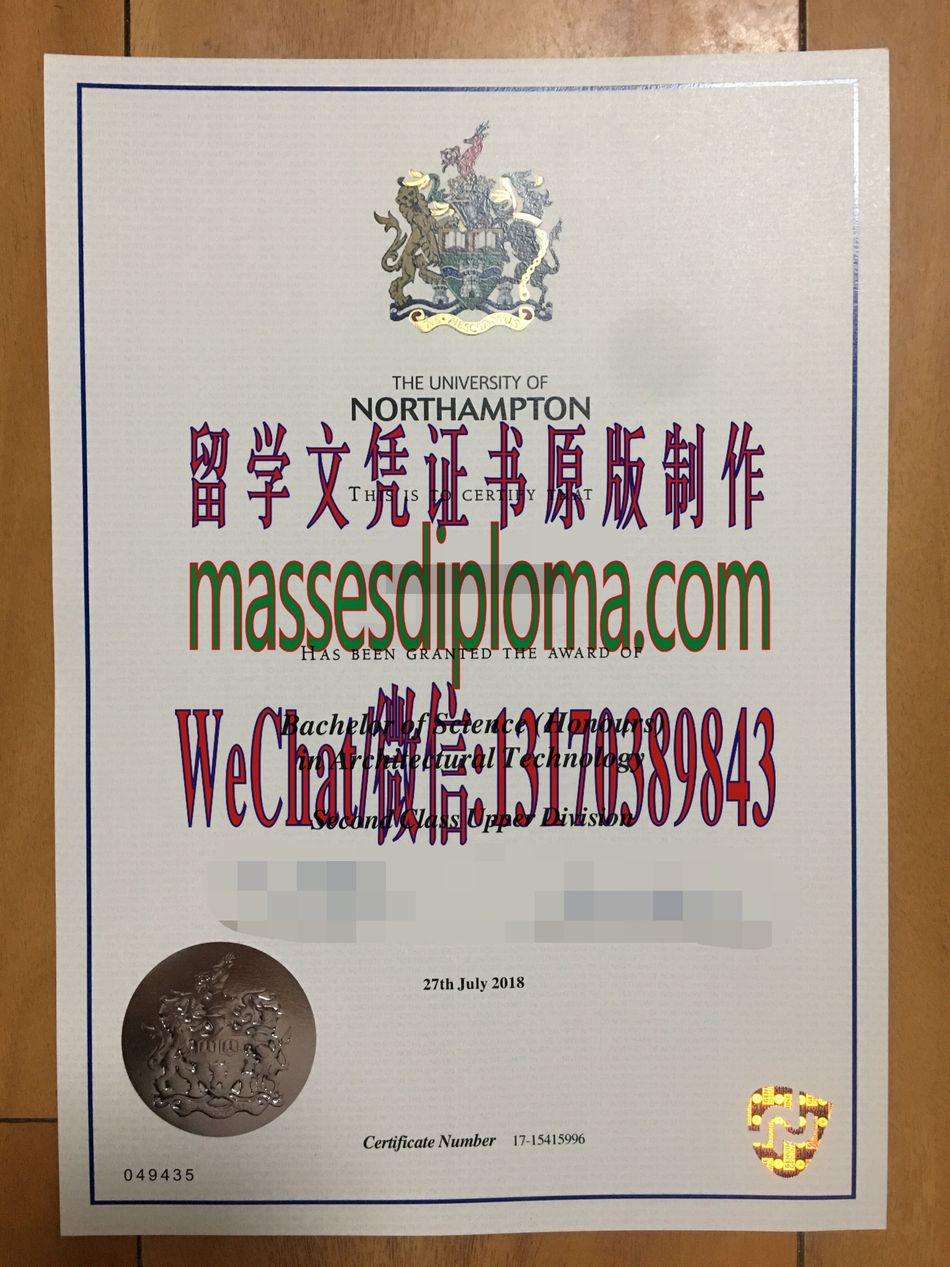 THE UNIVERSITY OF
NORTHAMPTON
留学文凭证书原版制作
THIS IS TO CERTIFY THAT
massesdiploma.com
HAS BEEN GRANTED THE AWARD OF
Bachelor of Science (Honours)
in Architectural Technology
WeChat/微信:13170389843
Second Class Upper Division
27th July 2018
Certificate Number 17-15415996
049435